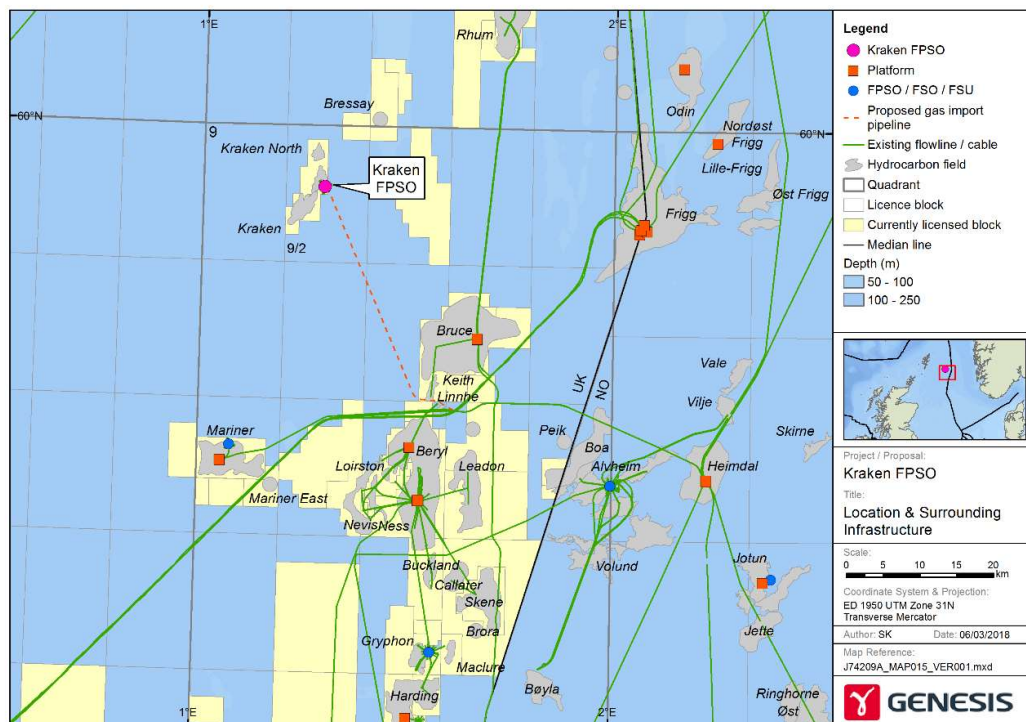 1°E
2°E
Rhum
Odin
Bressay
60°N
9
60°N
Nordøst
Frigg
Kraken North
Lille-Frigg
Kraken
FPSO
Øst Frigg
Frigg
Kraken
9/2
Bruce
Vale
Keith
Linnhe
UK
NO
Vilje
Mariner
Peik
Boa
Skirne
Beryl
Loirston
Leadon
Alvheim
Heimdal
Mariner East
Nevis
Ness
Buckland
Volund
Jotun
Callater
Skene
Brora
Jette
Gryphon
Maclure
Bøyla
Harding
Ringhorne
Øst
1°E
2°E
Legend
Kraken FPSO
Platform
FPSO / FSO / FSU
Proposed gas import
pipeline
Existing flowline / cable
Hydrocarbon field
Quadrant
Licence block
Currently licensed block
Median line
Depth (m)
50 - 100
100 - 250
Project / Proposal:
Kraken FPSO
Title:
Location & Surrounding
Infrastructure
Scale:
0 5 10 15 20
km
Coordinate System & Projection:
ED 1950 UTM Zone 31N
Transverse Mercator
Author: SK Date: 06/03/2018
Map Reference:
J74209A_MAP015_VER001.mxd
GENESIS